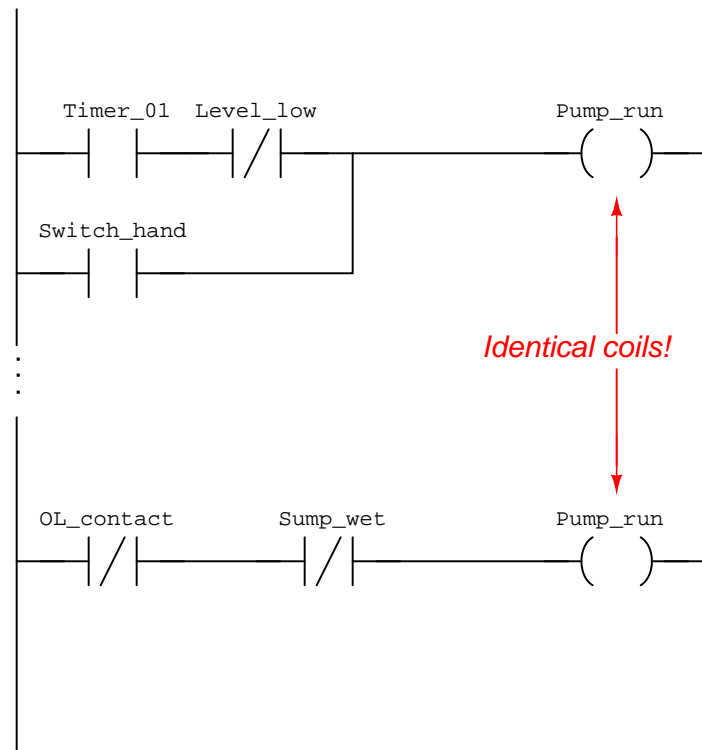 Timer_01 Level_low Pump_run
Switch_hand
Identical coils!
OL_contact Sump_wet Pump_run